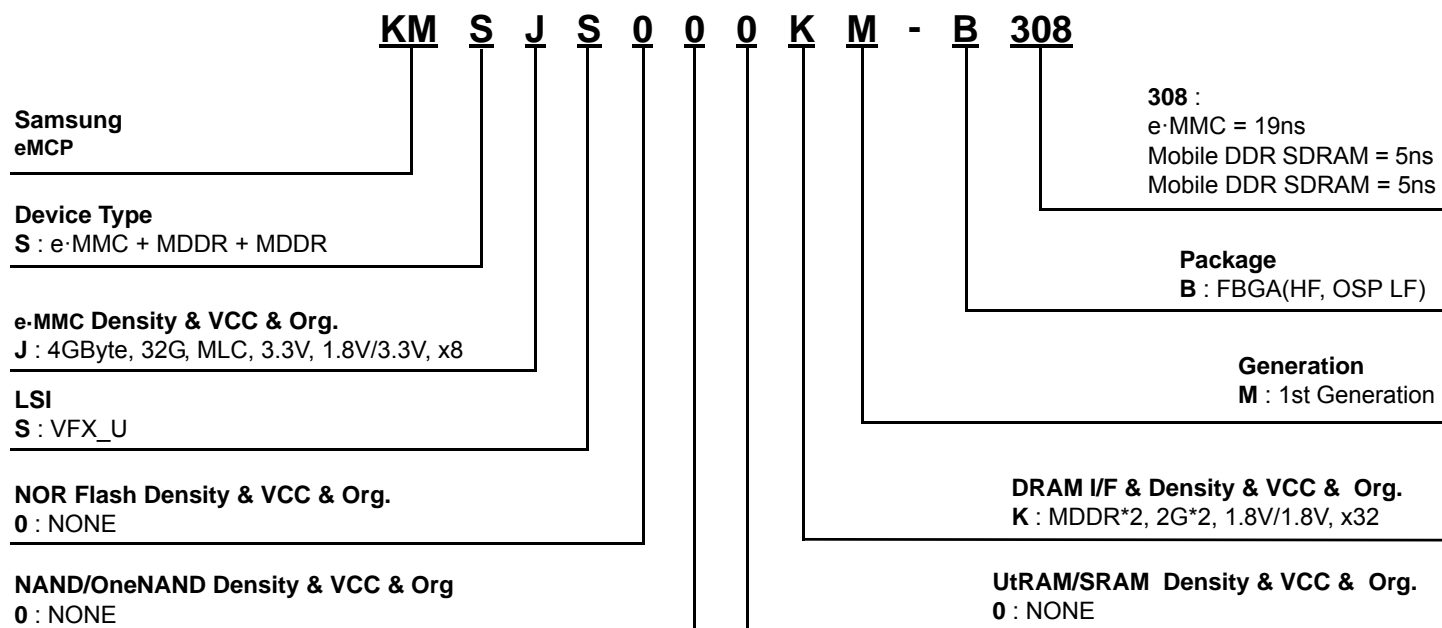 KM S J S 0 0 0 K M - B 308
Samsung
eMCP
Device Type
S : e·MMC + MDDR + MDDR
e·MMC Density & VCC & Org.
J : 4GByte, 32G, MLC, 3.3V, 1.8V/3.3V, x8
LSI
S : VFX_U
NOR Flash Density & VCC & Org.
0 : NONE
NAND/OneNAND Density & VCC & Org
0 : NONE
308 :
e·MMC = 19ns
Mobile DDR SDRAM = 5ns
Mobile DDR SDRAM = 5ns
Package
B : FBGA(HF, OSP LF)
Generation
M : 1st Generation
DRAM I/F & Density & VCC & Org.
K : MDDR*2, 2G*2, 1.8V/1.8V, x32
UtRAM/SRAM Density & VCC & Org.
0 : NONE